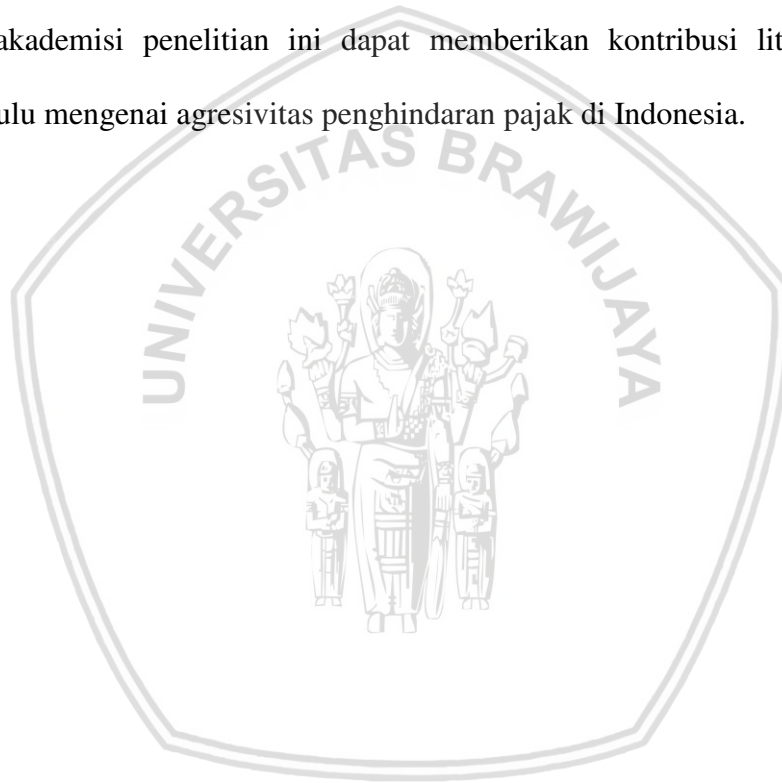 akademisi penelitian ini dapat memberikan kontribusi lit
ulu mengenai agresivitas penghindaran pajak di Indonesia.
UNIVERSITAS BRAWIJAYA